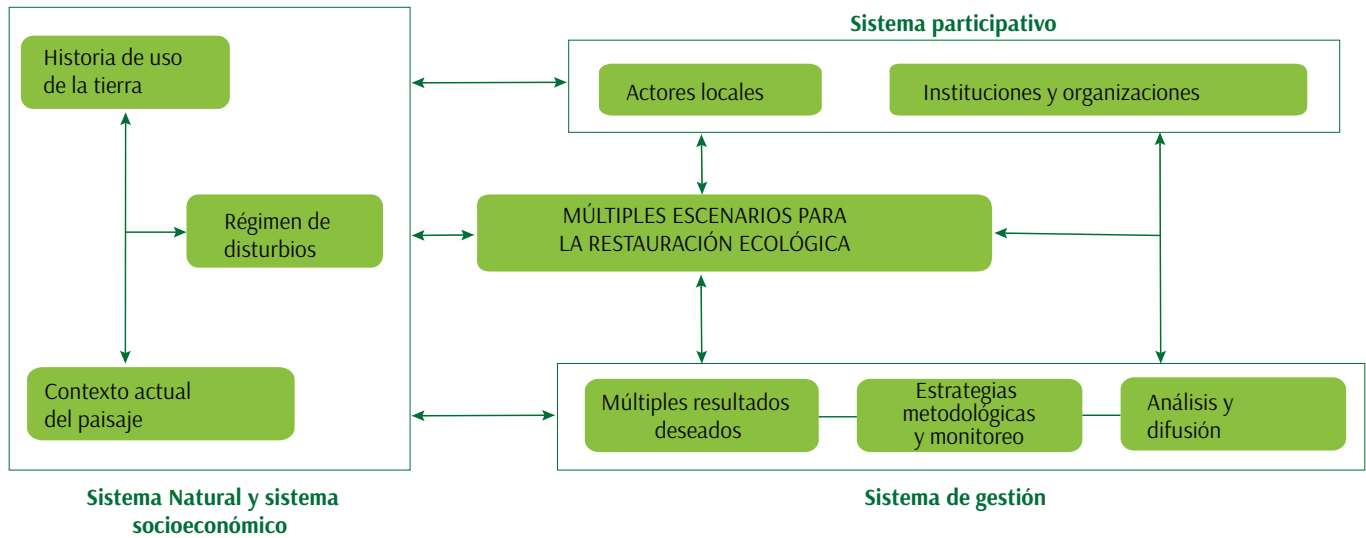 Historia de uso
de la tierra
Régimen de
disturbios
Contexto actual
del paisaje
Sistema Natural y sistema
socioeconómico
Sistema participativo
Actores locales
Instituciones y organizaciones
MÚLTIPLES ESCENARIOS PARA
LA RESTAURACIÓN ECOLÓGICA
Múltiples resultados
deseados
Estrategias
metodológicas
y monitoreo
Análisis y
difusión
Sistema de gestión